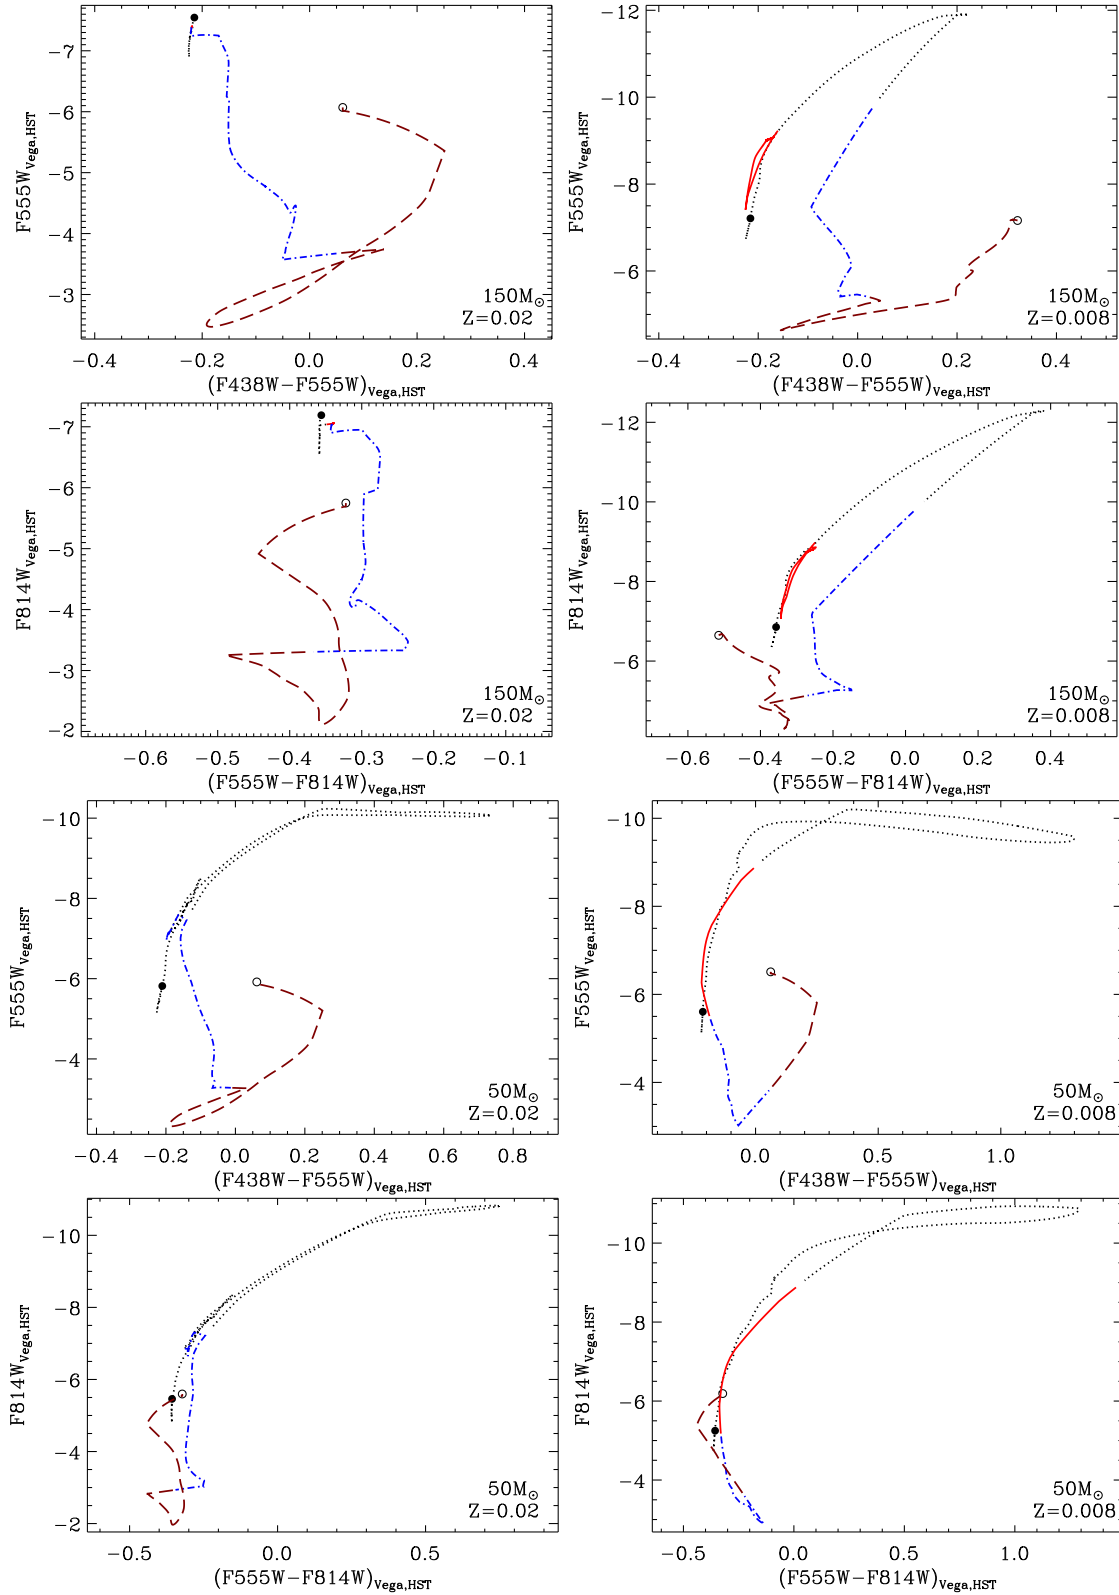 -7
-6
-5
-4
-3
F555W_Vega,HST
150M⊙
Z=0.02
-0.4 -0.2 0.0 0.2 0.4
(F438W-F555W)_Vega,HST
-12
-10
-8
-6
F555W_Vega,HST
150M⊙
Z=0.008
-0.4 -0.2 0.0 0.2 0.4
(F438W-F555W)_Vega,HST
-7
-6
-5
-4
-3
-2
F814W_Vega,HST
150M⊙
Z=0.02
-0.6 -0.5 -0.4 -0.3 -0.2 -0.1
(F555W-F814W)_Vega,HST
-12
-10
-8
-6
F814W_Vega,HST
150M⊙
Z=0.008
-0.6 -0.4 -0.2 0.0 0.2 0.4
(F555W-F814W)_Vega,HST
-10
-8
-6
-4
F555W_Vega,HST
50M⊙
Z=0.02
-0.4 -0.2 0.0 0.2 0.4 0.6 0.8
(F438W-F555W)_Vega,HST
-10
-8
-6
-4
F555W_Vega,HST
50M⊙
Z=0.008
0.0 0.5 1.0
(F438W-F555W)_Vega,HST
-10
-8
-6
-4
-2
F814W_Vega,HST
50M⊙
Z=0.02
-0.5 0.0 0.5
(F555W-F814W)_Vega,HST
-10
-8
-6
-4
F814W_Vega,HST
50M⊙
Z=0.008
-0.5 0.0 0.5 1.0
(F555W-F814W)_Vega,HST